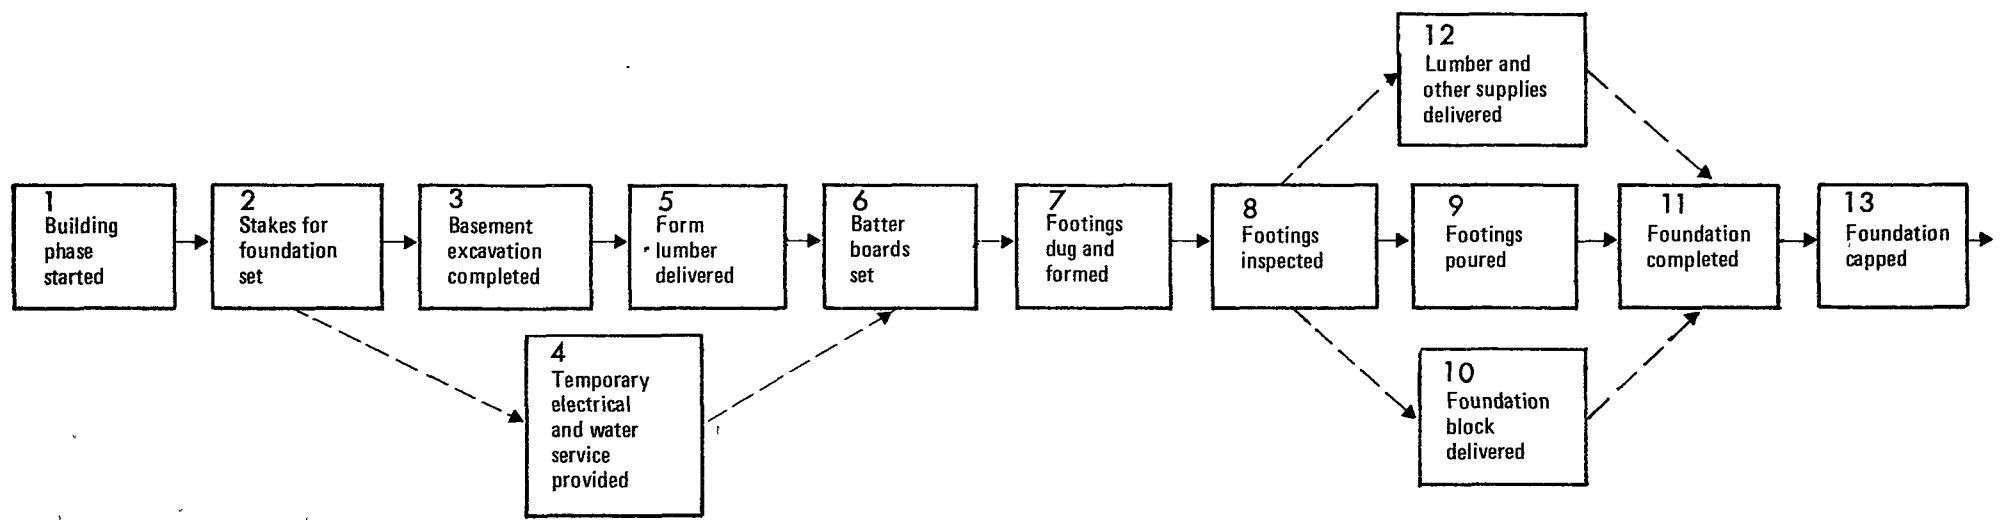 12
Lumber and
other supplies
delivered
1
Building
phase
started
2
Stakes for
foundation
set
3
Basement
excavation
completed
5
Form
lumber
delivered
6
Batter
boards
set
7
Footings
dug and
formed
8
Footings
inspected
9
Footings
poured
11
Foundation
completed
13
Foundation
capped
4
Temporary
electrical
and water
service
provided
10
Foundation
block
delivered